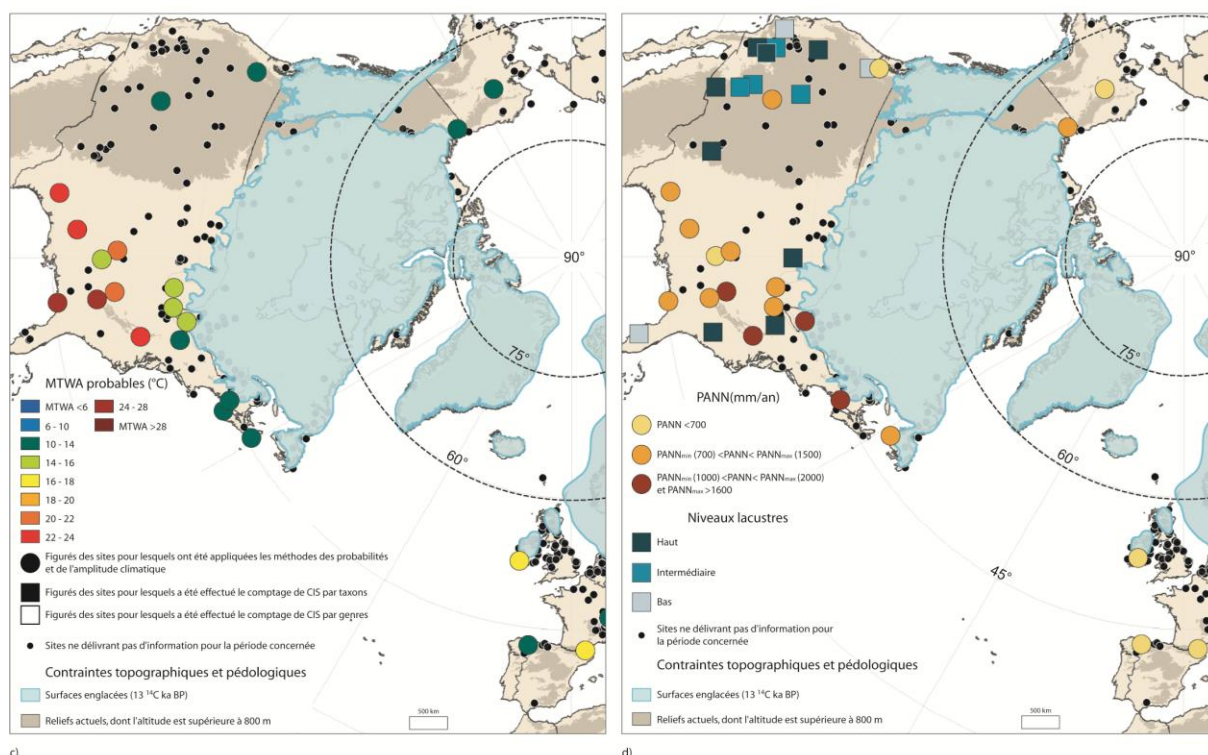 90°
75°
60°
MTWA probables (°C)
MTWA <6
24 - 28
6 - 10
MTWA >28
10 - 14
14 - 16
16 - 18
18 - 20
20 - 22
22 - 24
Figurés des sites pour lesquels ont été appliquées les méthodes des probabilités
et de l'amplitude climatique
Figurés des sites pour lesquels a été effectué le comptage de CIS par taxons
Figurés des sites pour lesquels a été effectué le comptage de CIS par genres
Sites ne délivrant pas d'information pour la période concernée
Contraintes topographiques et pédologiques
Surfaces englacées (13 ¹⁴C ka BP)
Reliefs actuels, dont l'altitude est supérieure à 800 m
500 km
c)
90°
75°
60°
45°
PANN(mm/an)
PANN <700
PANNmin (700) <PANN< PANNmax (1500)
PANNmin (1000) <PANN< PANNmax (2000)
et PANNmax >1600
Niveaux lacustres
Haut
Intermédiaire
Bas
Sites ne délivrant pas d'information pour
la période concernée
Contraintes topographiques et pédologiques
Surfaces englacées (13 ¹⁴C ka BP)
Reliefs actuels, dont l'altitude est supérieure à 800 m
500 km
d)